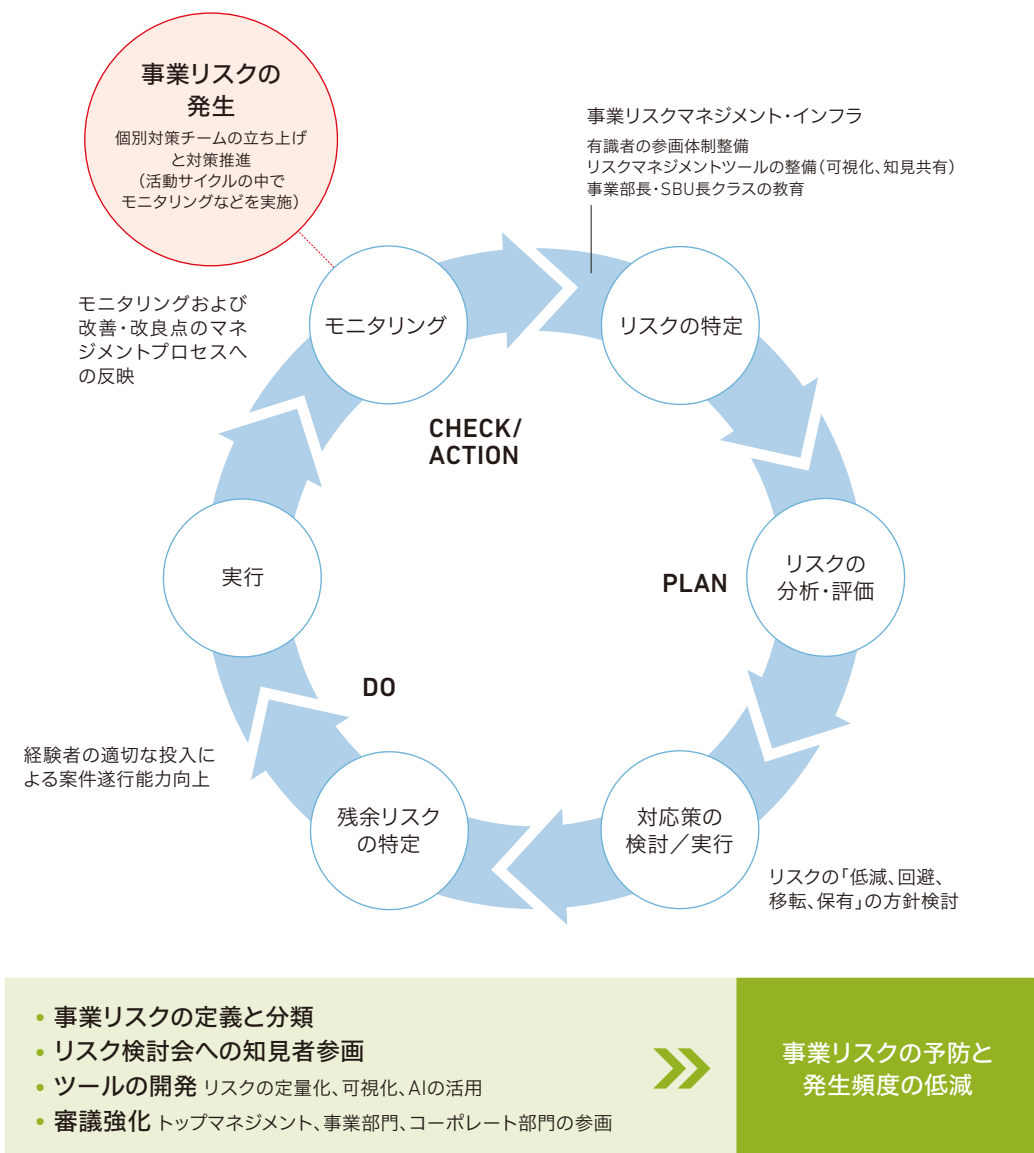 事業リスクの
発生
個別対策チームの立ち上げ
と対策推進
(活動サイクルの中で
モニタリングなどを実施)
事業リスクマネジメント・インフラ
有識者の参画体制整備
リスクマネジメントツールの整備(可視化、知見共有)
事業部長・SBU長クラスの教育
モニタリングおよび
改善・改良点のマネ
ジメントプロセスへ
の反映
モニタリング
リスクの特定
CHECK/
ACTION
実行
PLAN
リスクの
分析・評価
DO
経験者の適切な投入に
よる案件遂行能力向上
残余リスク
の特定
対応策の
検討／実行
リスクの「低減、回避、
移転、保有」の方針検討
• 事業リスクの定義と分類
• リスク検討会への知見者参画
• ツールの開発 リスクの定量化、可視化、AIの活用
• 審議強化 トップマネジメント、事業部門、コーポレート部門の参画
事業リスクの予防と
発生頻度の低減